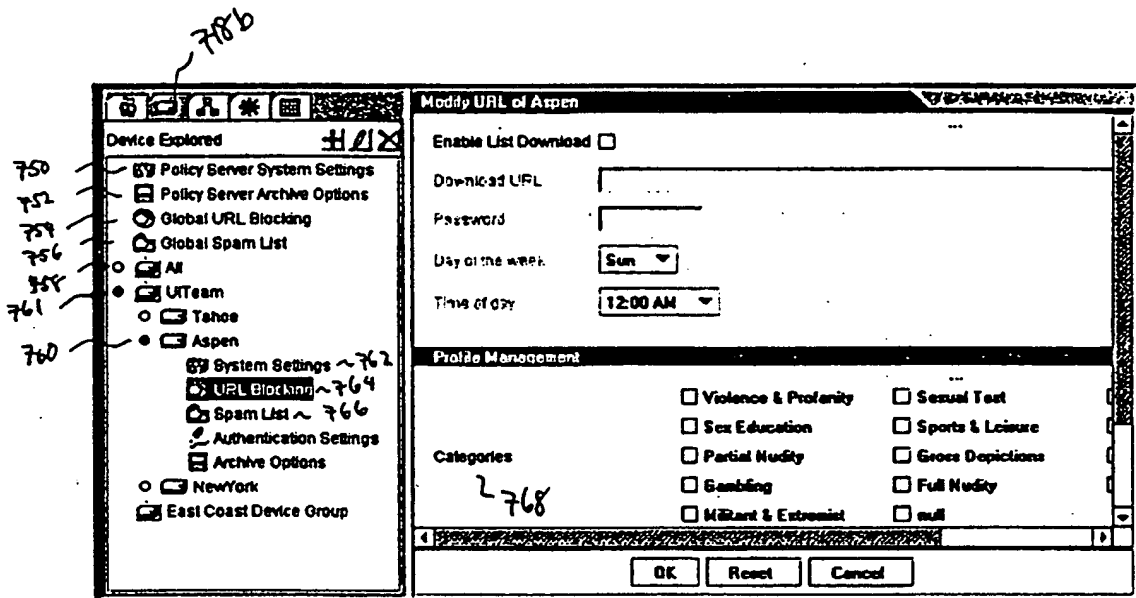 718b
Modify URL of Aspen
Device Explored
Enable List Download
750
Policy Server System Settings
Download URL
752
Policy Server Archive Options
Password
754
Global URL Blocking
756
Global Spam List
Day of the week
Sun
758
All
761
UITeam
Time of day
12:00 AM
Tahoe
760
Aspen
Profile Management
System Settings ~762
URL Blocking ~764
Violence & Profanity
Sexual Text
Spam List ~ 766
Sex Education
Sports & Leisure
Authentication Settings
Categories
Partial Nudity
Gross Depictions
Archive Options
768
Gambling
Full Nudity
NewYork
East Coast Device Group
Militant & Extremist
null
OK
Reset
Cancel